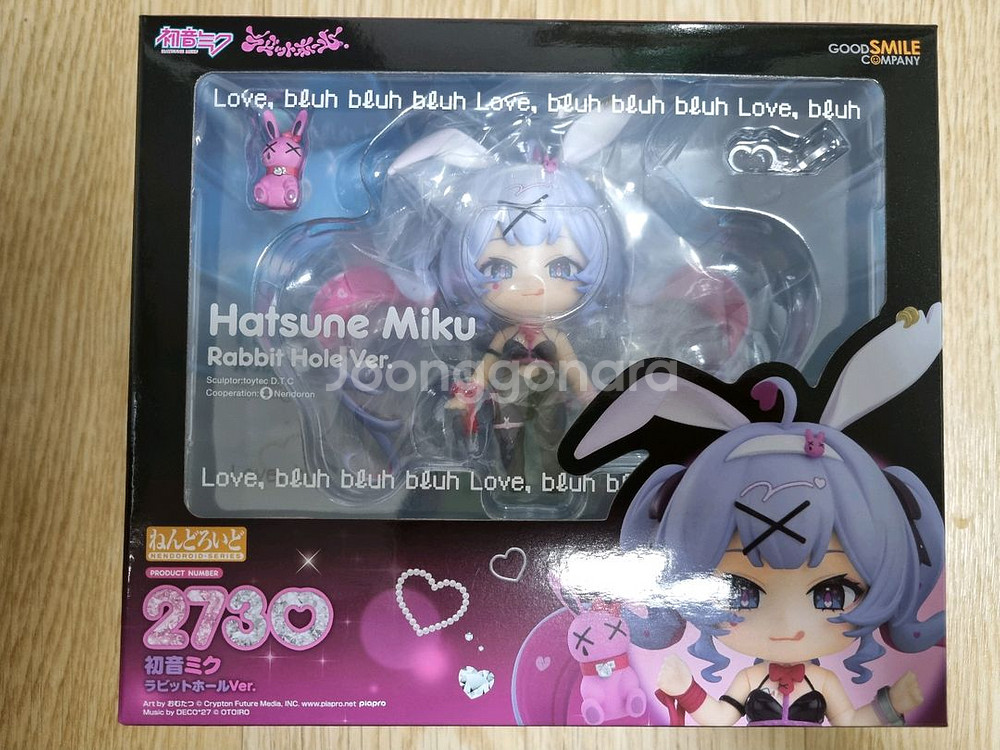 初音ミク
ラビットホール
GOOD SMILE COMPANY
Love, bluh bluh bluh Love, bluh bluh bluh Love, bluh
Hatsune Miku
Rabbit Hole Ver.
Joonggonara
Sculptor:toytec D.T.C
Cooperation: Nendoron
Love, bluh bluh bluh Love, bluh b
ねんどろいど
NENDOROID-SERIES
PRODUCT NUMBER
2730
初音ミク
ラビットホールVer.
Art by おむたつ © Crypton Future Media, INC. www.piapro.net piapro
Music by DECO*27 © OTOIRO